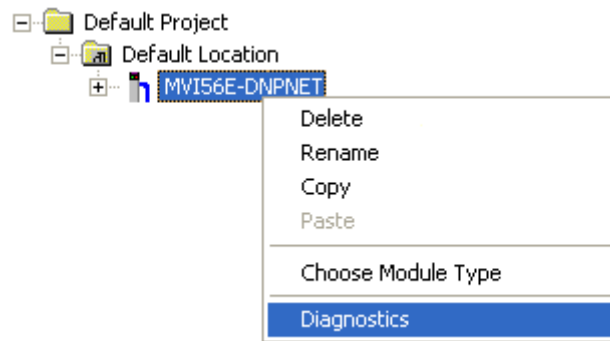 Default Project
Default Location
MVI56E-DNPNET
Delete
Rename
Copy
Paste
Choose Module Type
Diagnostics